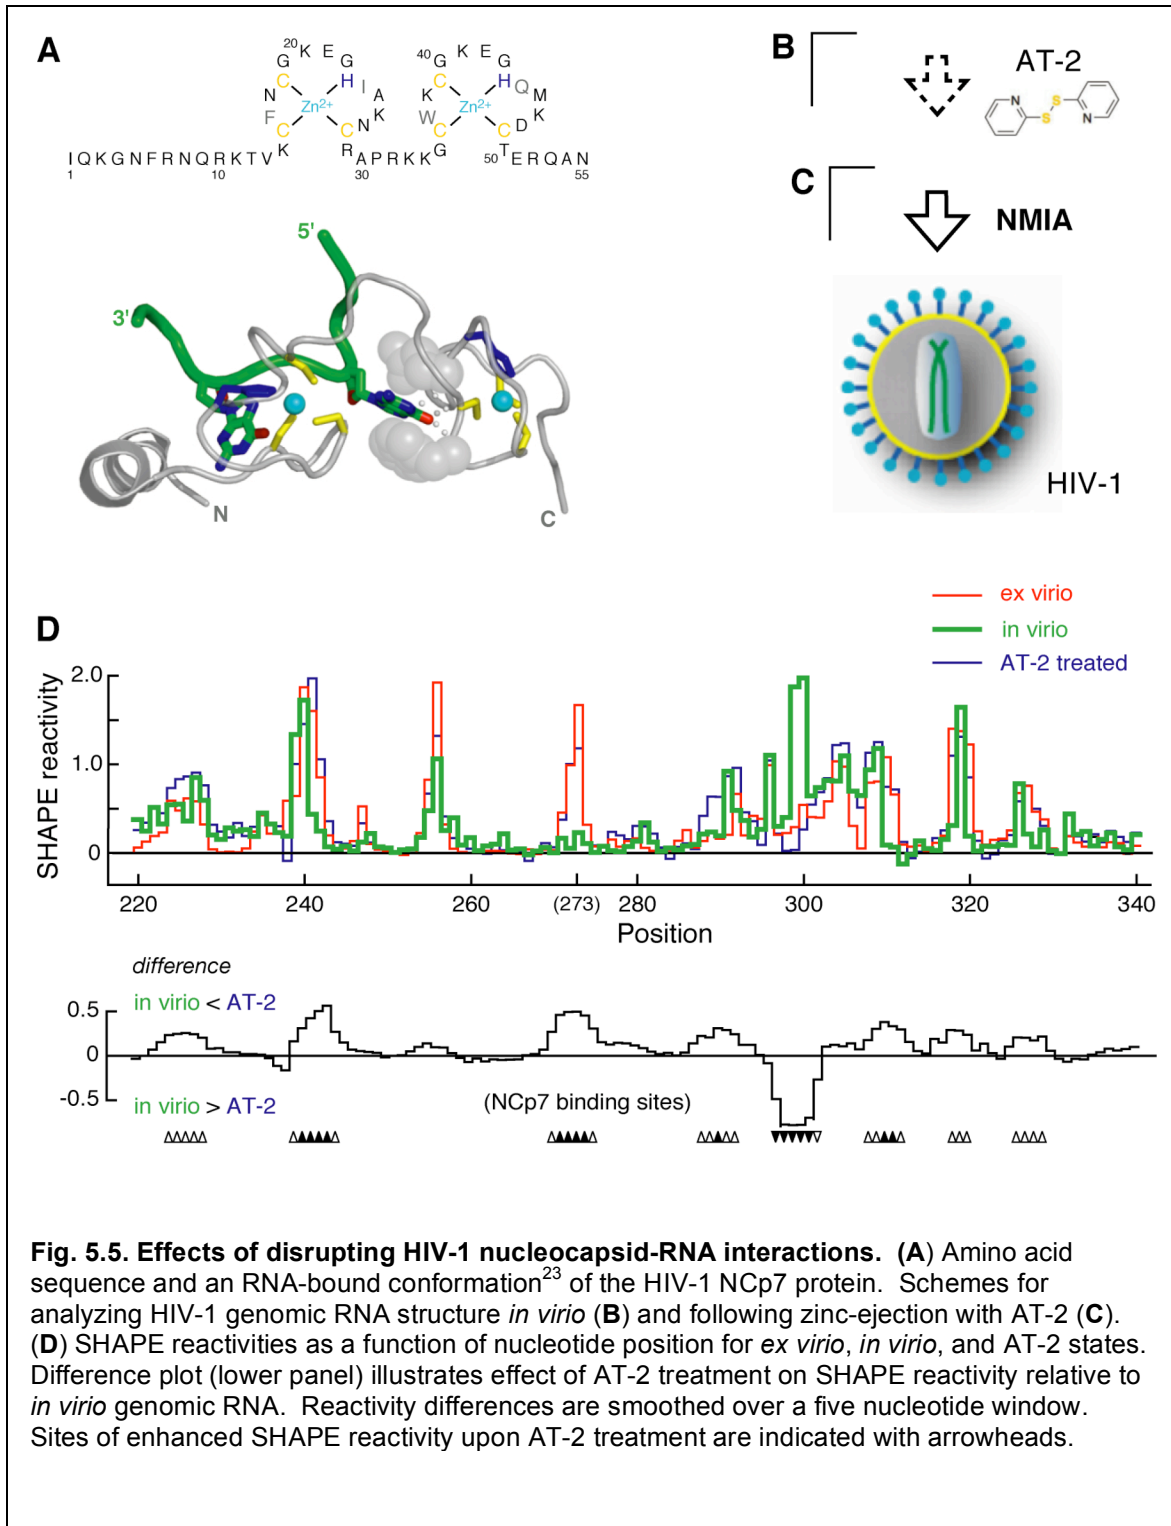 A
20
G K E G
C H I
N A
Zn2+ K
F N
C C
K R
40
G K E G
C H Q
K M
Zn2+ K
W D
C C
G T
IQKGNFRNQRKTV APRKKG 50 ERQAN
1 10 30 55
5'
3'
N
C
B
AT-2
N
S
S
N
C
NMIA
HIV-1
D
ex virio
in virio
AT-2 treated
SHAPE reactivity
2.0
1.0
0
220 240 260 (273) 280 300 320 340
Position
difference
in virio < AT-2
0.5
0
-0.5
in virio > AT-2
(NCp7 binding sites)
Fig. 5.5. Effects of disrupting HIV-1 nucleocapsid-RNA interactions. (A) Amino acid
sequence and an RNA-bound conformation23 of the HIV-1 NCp7 protein. Schemes for
analyzing HIV-1 genomic RNA structure in virio (B) and following zinc-ejection with AT-2 (C).
(D) SHAPE reactivities as a function of nucleotide position for ex virio, in virio, and AT-2 states.
Difference plot (lower panel) illustrates effect of AT-2 treatment on SHAPE reactivity relative to
in virio genomic RNA. Reactivity differences are smoothed over a five nucleotide window.
Sites of enhanced SHAPE reactivity upon AT-2 treatment are indicated with arrowheads.